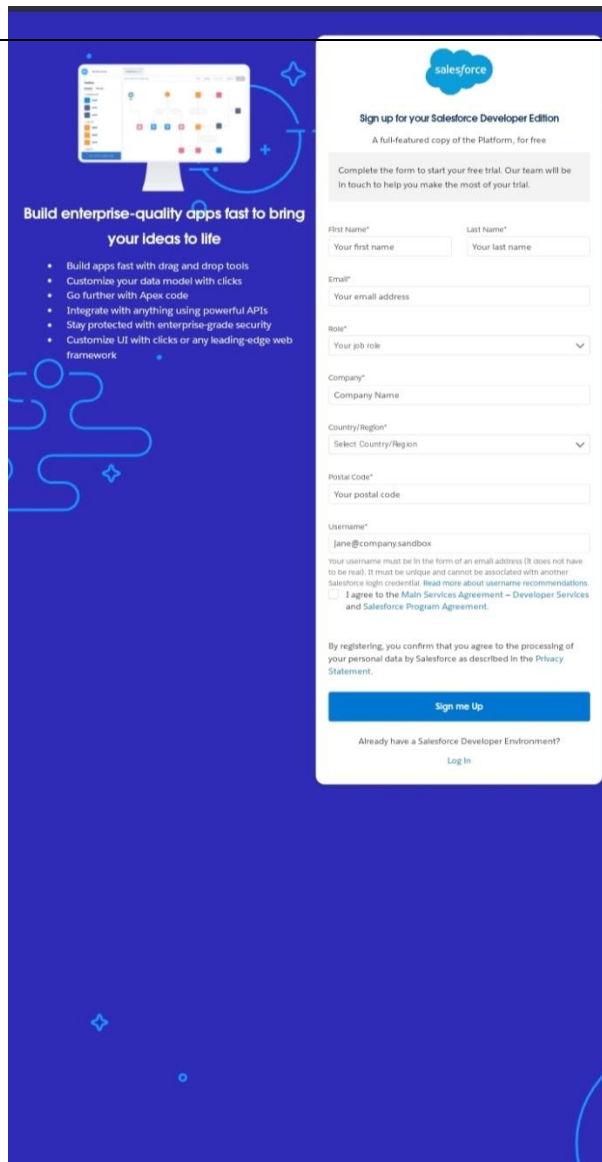 Build enterprise-quality apps fast to bring
your ideas to life
• Build apps fast with drag and drop tools
• Customize your data model with clicks
• Go further with Apex code
• Integrate with anything using powerful APIs
• Stay protected with enterprise-grade security
• Customize UI with clicks or any leading-edge web
framework
salesforce
Sign up for your Salesforce Developer Edition
A full-featured copy of the Platform, for free
Complete the form to start your free trial. Our team will be
in touch to help you make the most of your trial.
First Name* Last Name*
Your first name Your last name
Email*
Your email address
Role*
Your job role
Company*
Company Name
Country/Region*
Select Country/Region
Postal Code*
Your postal code
Username*
jane@company.sandbox
Your username must be in the form of an email address (it does not have
to be real). It must be unique and cannot be associated with another
Salesforce login credential. Read more about username recommendations.
I agree to the Main Services Agreement – Developer Services
and Salesforce Program Agreement.
By registering, you confirm that you agree to the processing of
your personal data by Salesforce as described in the Privacy
Statement.
Sign me Up
Already have a Salesforce Developer Environment?
Log In